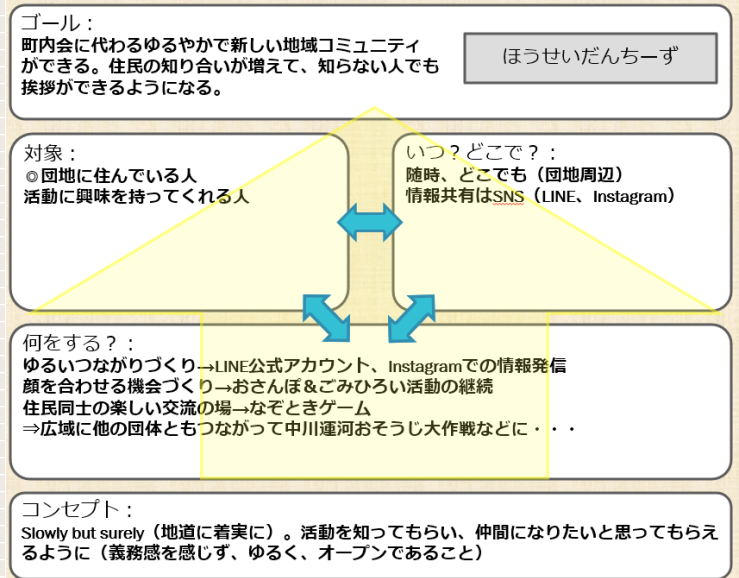 ゴール：
町内会に代わるゆるやかで新しい地域コミュニティ
ができる。住民の知り合いが増えて、知らない人でも
挨拶ができるようになる。
ほうせいだんちーず
対象：
◎団地に住んでいる人
活動に興味を持ってくれる人
いつ？どこで？：
随時、どこでも（団地周辺）
情報共有はSNS（LINE、Instagram）
何をする？：
ゆるいつながりづくり→LINE公式アカウント、Instagramでの情報発信
顔を合わせる機会づくり→おさんぽ＆ごみひろい活動の継続
住民同士の楽しい交流の場→なぞときゲーム
⇒広域に他の団体ともつながって中川運河おそうじ大作戦などに・・・
コンセプト：
Slowly but surely（地道に着実に）。活動を知ってもらい、仲間になりたいと思ってもらえ
るように（義務感を感じず、ゆるく、オープンであること）